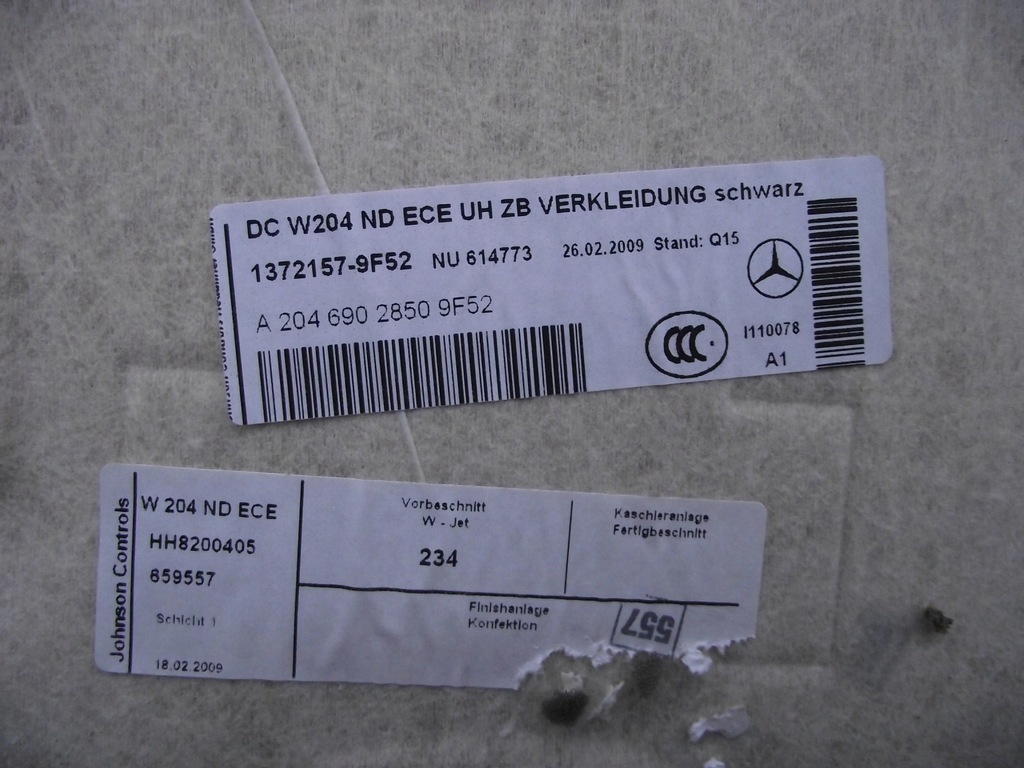 DC W204 ND ECE UH ZB VERKLEIDUNG schwarz
1372157-9F52 NU 614773 26.02.2009 Stand: Q15
A 204 690 2850 9F52
CCC
I110078
A1
Johnson Controls
W 204 ND ECE
HH8200405
659557
Schicht 1
18.02.2009
Vorbeschnitt
W - Jet
234
Kaschieranlage
Fertigbeschnitt
Finishanlage
Konfektion
557